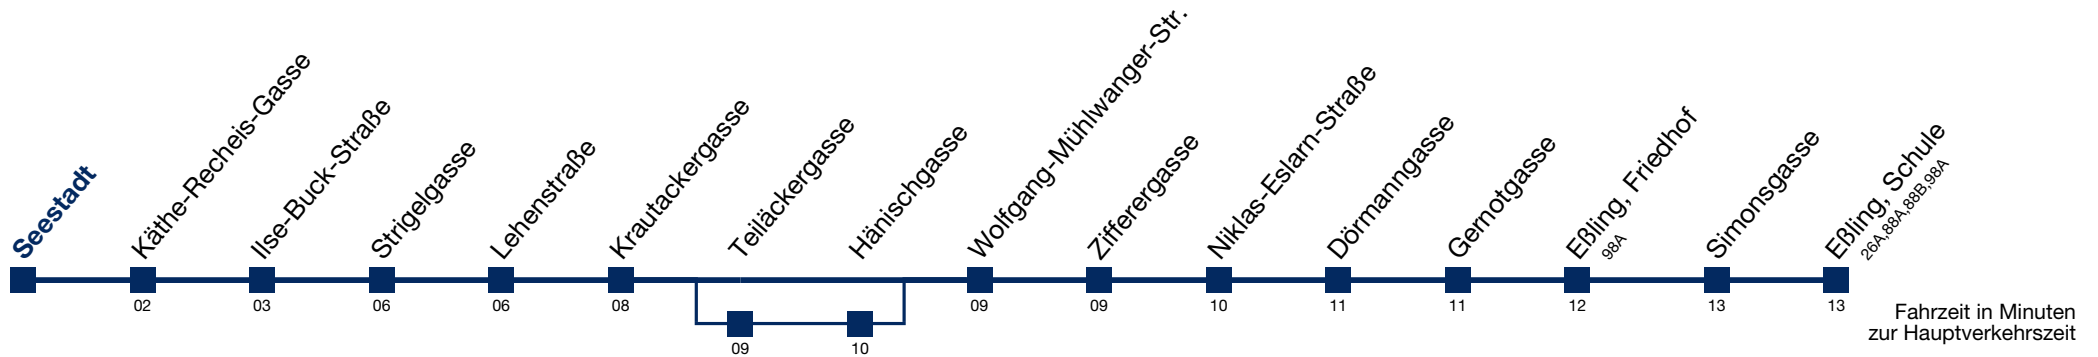 Seestadt
Käthe-Recheis-Gasse
Ilse-Buck-Straße
Strigelgasse
Lehenstraße
Krautackergasse
Teiläckergasse
Hänischgasse
Wolfgang-Mühlwanger-Str.
Ziffererg​asse
Niklas-Eslarn-Straße
Dörmanngasse
Gernotgasse
Eßling, Friedhof
98A
Simonsgasse
Eßling, Schule
26A,88A,88B,98A
02
03
06
06
08
09
10
09
09
10
11
11
12
13
13
Fahrzeit in Minuten
zur Hauptverkehrszeit